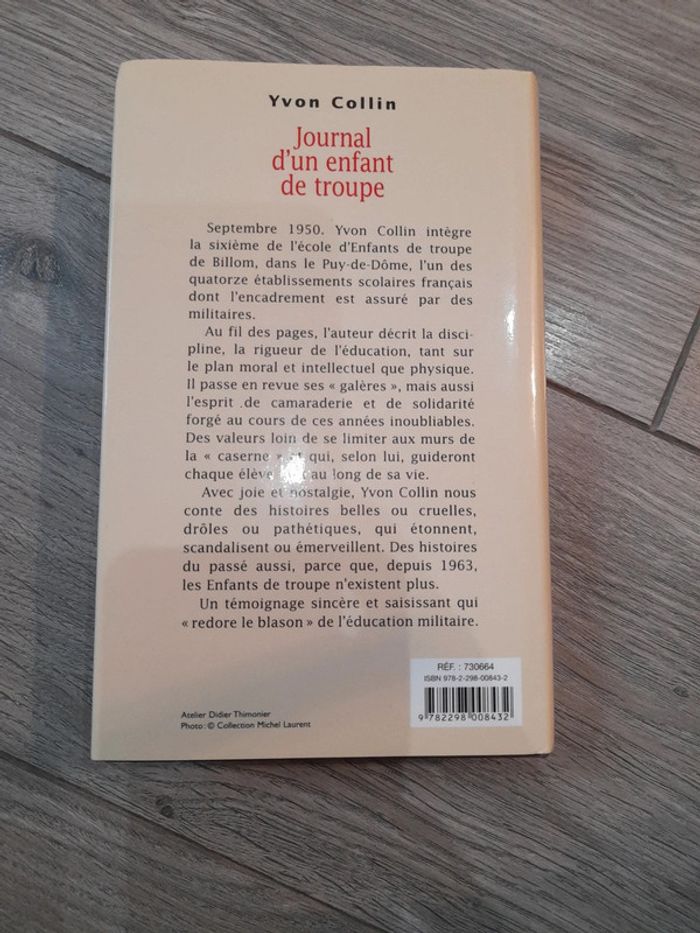 Yvon Collin
Journal
d'un enfant
de troupe
Septembre 1950. Yvon Collin intègre
la sixième de l'école d'Enfants de troupe
de Billom, dans le Puy-de-Dôme, l'un des
quatorze établissements scolaires français
dont l'encadrement est assuré par des
militaires.
Au fil des pages, l'auteur décrit la disci-
pline, la rigueur de l'éducation, tant sur
le plan moral et intellectuel que physique.
Il passe en revue ses « galères », mais aussi
l'esprit de camaraderie et de solidarité
forgé au cours de ces années inoubliables.
Des valeurs loin de se limiter aux murs de
la « caserne » et qui, selon lui, guideront
chaque élève au long de sa vie.
Avec joie et nostalgie, Yvon Collin nous
conte des histoires belles ou cruelles,
drôles ou pathétiques, qui étonnent,
scandalisent ou émerveillent. Des histoires
du passé aussi, parce que, depuis 1963,
les Enfants de troupe n'existent plus.
Un témoignage sincère et saisissant qui
« redore le blason » de l'éducation militaire.
RÉF. : 730664
ISBN 978-2-298-00843-2
9 782298 008432
Atelier Didier Thimonier
Photo : © Collection Michel Laurent